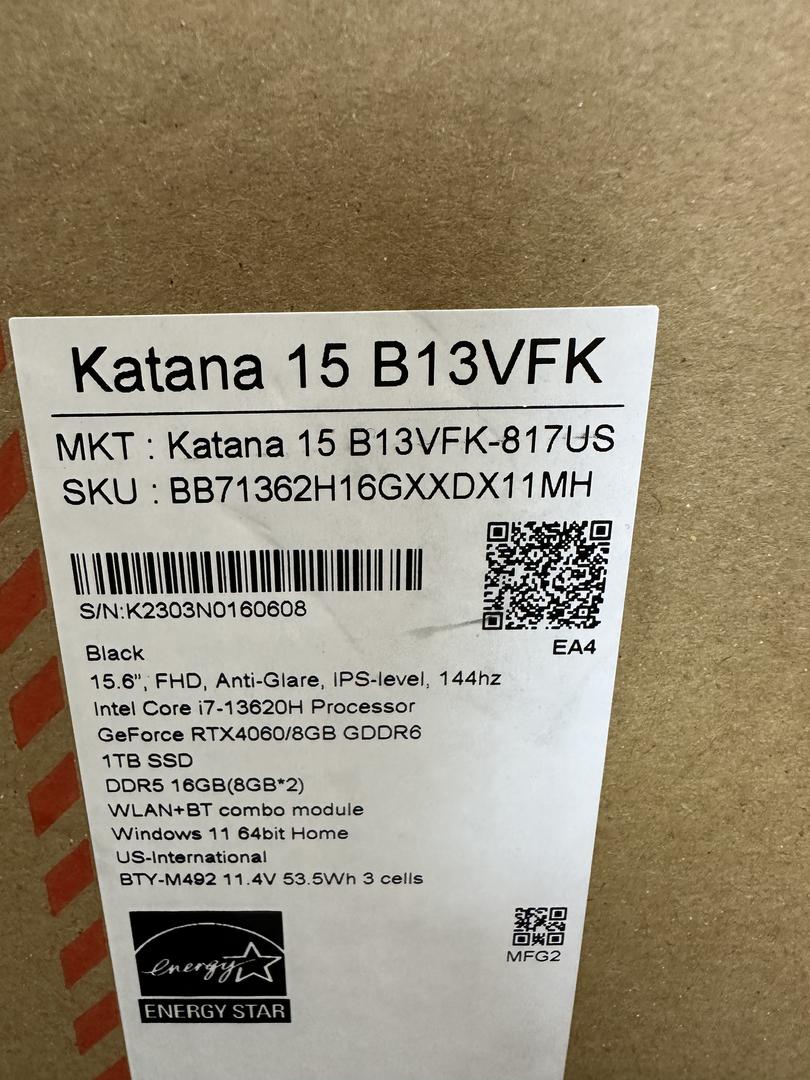 Katana 15 B13VFK
MKT : Katana 15 B13VFK-817US
SKU : BB71362H16GXXDX11MH
S/N:K2303N0160608
EA4
Black
15.6", FHD, Anti-Glare, IPS-level, 144hz
Intel Core i7-13620H Processor
GeForce RTX4060/8GB GDDR6
1TB SSD
DDR5 16GB(8GB*2)
WLAN+BT combo module
Windows 11 64bit Home
US-International
BTY-M492 11.4V 53.5Wh 3 cells
energy
ENERGY STAR
MFG2